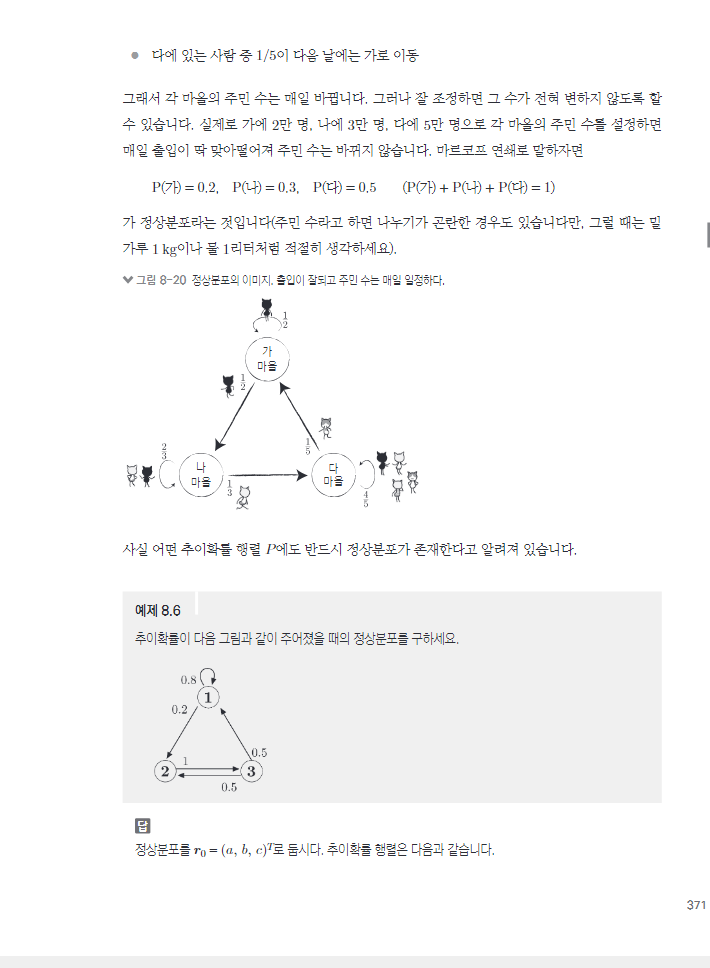 ● 다에 있는 사람 중 1/5이 다음 날에는 가로 이동
그래서 각 마을의 주민 수는 매일 바뀝니다. 그러나 잘 조정하면 그 수가 전혀 변하지 않도록 할
수 있습니다. 실제로 가에 2만 명, 나에 3만 명, 다에 5만 명으로 각 마을의 주민 수를 설정하면
매일 출입이 딱 맞아떨어져 주민 수는 바뀌지 않습니다. 마르코프 연쇄로 말하자면
P(가) = 0.2, P(나) = 0.3, P(다) = 0.5 (P(가) + P(나) + P(다) = 1)
가 정상분포라는 것입니다(주민 수라고 하면 나누기가 곤란한 경우도 있습니다만, 그럴 때는 밀
가루 1 kg이나 물 1리터처럼 적절히 생각하세요).
그림 8-20 정상분포의 이미지. 출입이 잘되고 주민 수는 매일 일정하다.
1/2
가
마을
1/2
1/5
2/3
나
마을
1/3
다
마을
4/5
사실 어떤 추이확률 행렬 P에도 반드시 정상분포가 존재한다고 알려져 있습니다.
예제 8.6
추이확률이 다음 그림과 같이 주어졌을 때의 정상분포를 구하세요.
0.8
1
0.2
0.5
2
1
3
0.5
답
정상분포를 r₀ = (a, b, c)ᵀ로 둡시다. 추이확률 행렬은 다음과 같습니다.
371